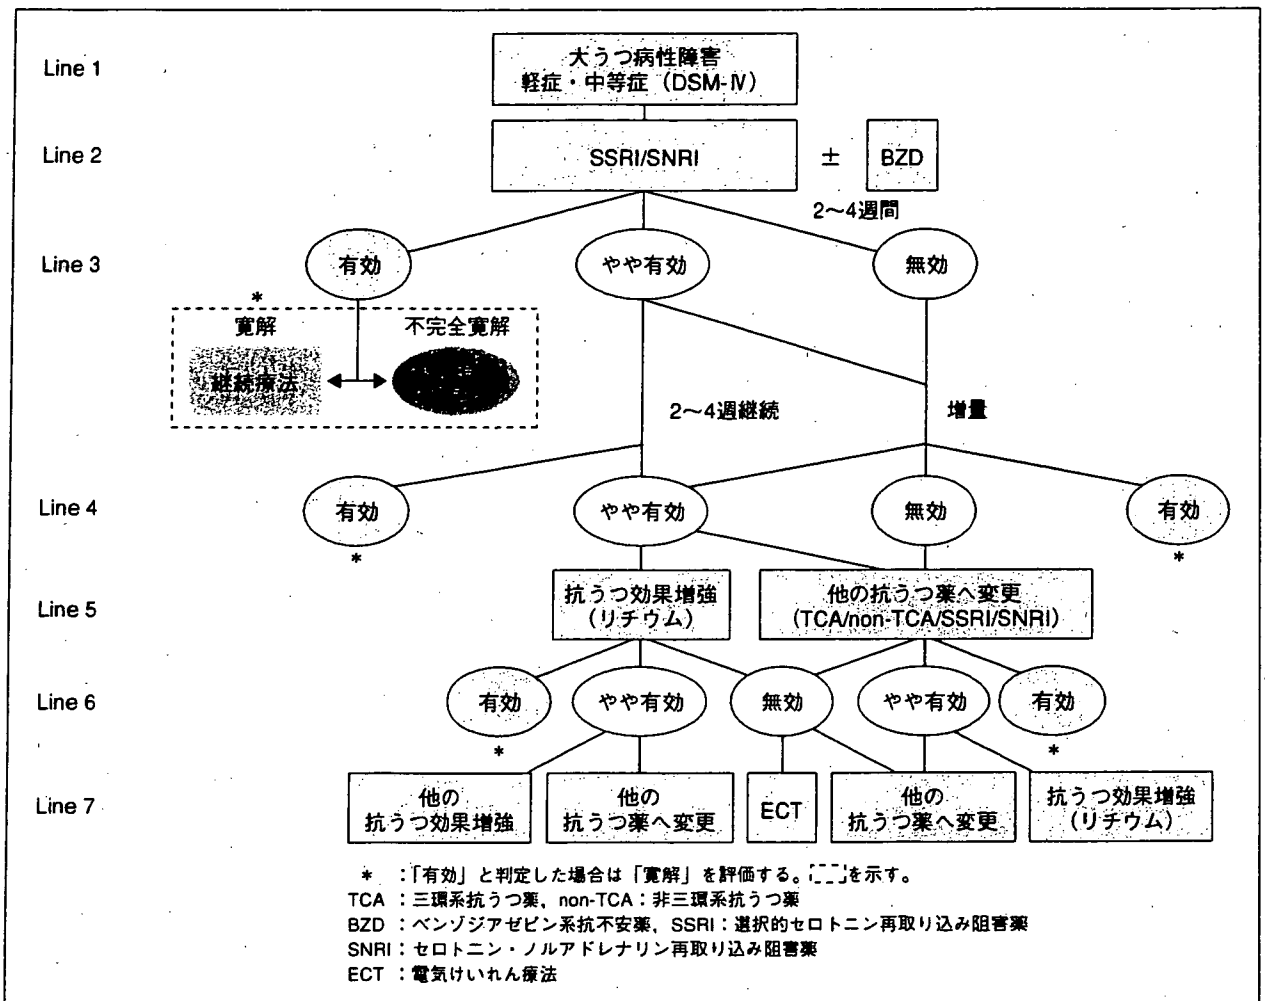 Line 1
大うつ病性障害
軽症・中等症（DSM-Ⅳ）
Line 2
SSRI/SNRI ± BZD
2〜4週間
Line 3
有効 やや有効 無効
*
寛解 不完全寛解
継続療法
2〜4週継続 増量
Line 4
有効 やや有効 無効 有効
* *
Line 5
抗うつ効果増強
（リチウム）
他の抗うつ薬へ変更
（TCA/non-TCA/SSRI/SNRI）
Line 6
有効 やや有効 無効 やや有効 有効
* *
Line 7
他の
抗うつ効果増強
他の
抗うつ薬へ変更
ECT
他の
抗うつ薬へ変更
抗うつ効果増強
（リチウム）
* ：「有効」と判定した場合は「寛解」を評価する。を示す。
TCA ：三環系抗うつ薬，non-TCA：非三環系抗うつ薬
BZD ：ベンゾジアゼピン系抗不安薬，SSRI：選択的セロトニン再取り込み阻害薬
SNRI：セロトニン・ノルアドレナリン再取り込み阻害薬
ECT ：電気けいれん療法